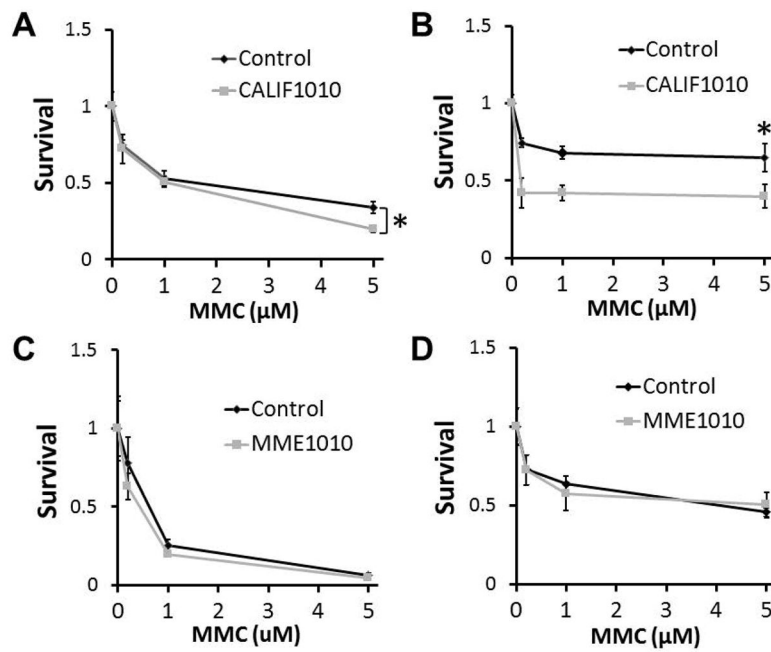 A
1.5
Control
CALIF1010
1
Survival
0.5
*
0
0 1 2 3 4 5
MMC (µM)
B
1.5
Control
CALIF1010
1
*
Survival
0.5
0
0 1 2 3 4 5
MMC (µM)
C
1.5
Control
MME1010
1
Survival
0.5
0
0 1 2 3 4 5
MMC (uM)
D
1.5
Control
MME1010
1
Survival
0.5
0
0 1 2 3 4 5
MMC (µM)